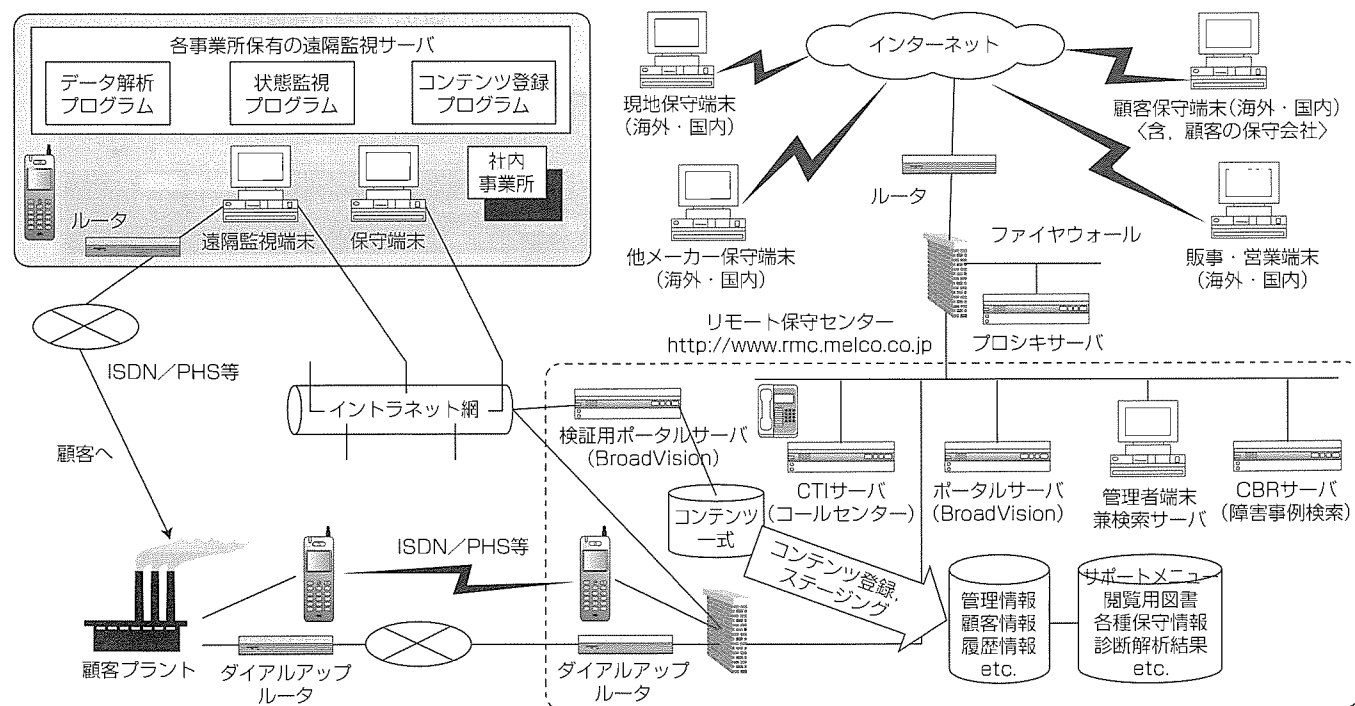 各事業所保有の遠隔監視サーバ
データ解析
プログラム
状態監視
プログラム
コンテンツ登録
プログラム
社内
事業所
ルータ
遠隔監視端末
保守端末
インターネット
現地保守端末
(海外・国内)
顧客保守端末(海外・国内)
〈含,顧客の保守会社〉
ルータ
他メーカー保守端末
(海外・国内)
ファイヤウォール
販事・営業端末
(海外・国内)
プロシキサーバ
リモート保守センター
http://www.rmc.melco.co.jp
ISDN/PHS等
イントラネット網
顧客へ
検証用ポータルサーバ
(BroadVision)
コンテンツ
一式
CTIサーバ
(コールセンター)
ポータルサーバ
(BroadVision)
管理者端末
兼検索サーバ
CBRサーバ
(障害事例検索)
コンテンツ登録,
ステージング
ISDN/PHS等
管理情報
顧客情報
履歴情報
etc.
サポートメニュー
閲覧用図書
各種保守情報
診断解析結果
etc.
顧客プラント
ダイアルアップ
ルータ
ダイアルアップ
ルータ